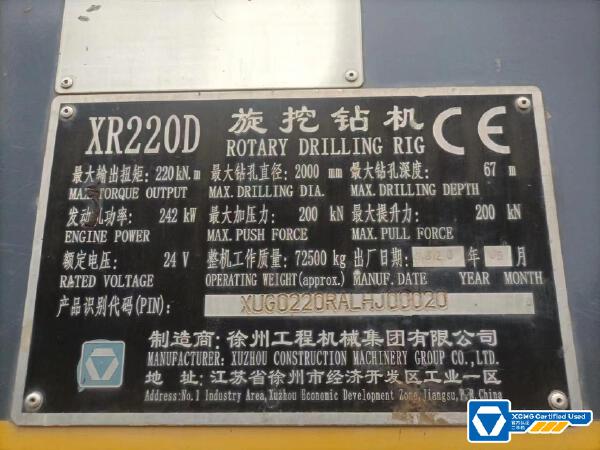 XR220D 旋挖钻机 CE
ROTARY DRILLING RIG
最大输出扭矩: 220kN.m 最大钻孔直径: 2000 mm 最大钻孔深度: 67 m
MAX.TORQUE OUTPUT MAX.DRILLING DIA. MAX.DRILLING DEPTH
发动机功率: 242 kW 最大加压力: 200 kN 最大提升力: 200 kN
ENGINE POWER MAX.PUSH FORCE MAX.PULL FORCE
额定电压: 24 V 整机工作质量: 72500 kg 出厂日期: 年 月
RATED VOLTAGE OPERATING WEIGHT(approx.) MANUF.DATE YEAR MONTH
产品识别代码(PIN): XUG0220RALHJ00020
制造商: 徐州工程机械集团有限公司
MANUFACTURER: XUZHOU CONSTRUCTION MACHINERY GROUP CO.,LTD.
地 址: 江苏省徐州市经济开发区工业一区
Address:No.1 Industry Area,Xuzhou Economic Development Zone,Jiangsu,P.R.China
XCMG Certified Used
官方认证
二手机